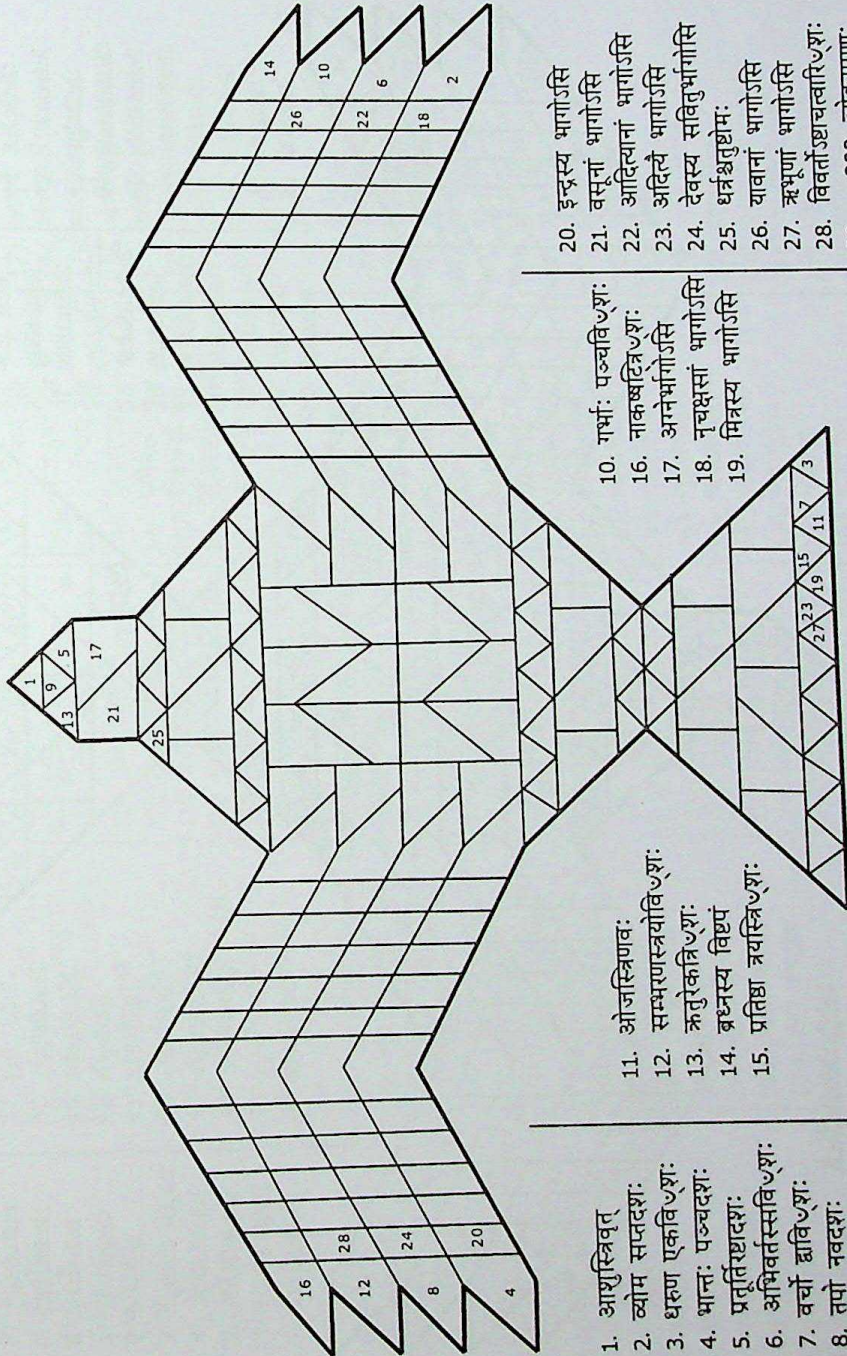 1
5
9
13
17
21
25
14
10
6
2
26
22
18
16
12
8
4
28
24
20
3
7
11
15
19
23
27
1. आशुस्त्रिवृत्
2. व्योम सप्तदशः
3. धरुण एकविꣳशः
4. भान्तः पञ्चदशः
5. प्रतूर्तिरष्टादशः
6. अभिवर्तस्सविꣳशः
7. वर्चो द्वाविꣳशः
8. तपो नवदशः
11. ओजस्त्रिणवः
12. सम्भरणस्त्रयोविꣳशः
13. क्रतुरेकत्रिꣳशः
14. ब्रध्नस्य विष्टपं
15. प्रतिष्ठा त्रयस्त्रिꣳशः
10. गर्भाः पञ्चविꣳशः
16. नाकष्षटित्रꣳशः
17. अग्नेर्भागोऽसि
18. नृचक्षसां भागोऽसि
19. मित्रस्य भागोऽसि
20. इन्द्रस्य भागोऽसि
21. वसूनां भागोऽसि
22. आदित्यानां भागोऽसि
23. अदित्यै भागोऽसि
24. देवस्य सवितुर्भागोसि
25. धर्त्रश्चतुष्टोमः
26. यावानां भागोऽसि
27. ऋभूणां भागोऽसि
28. विवर्तोऽष्टाचत्वारिꣳशः